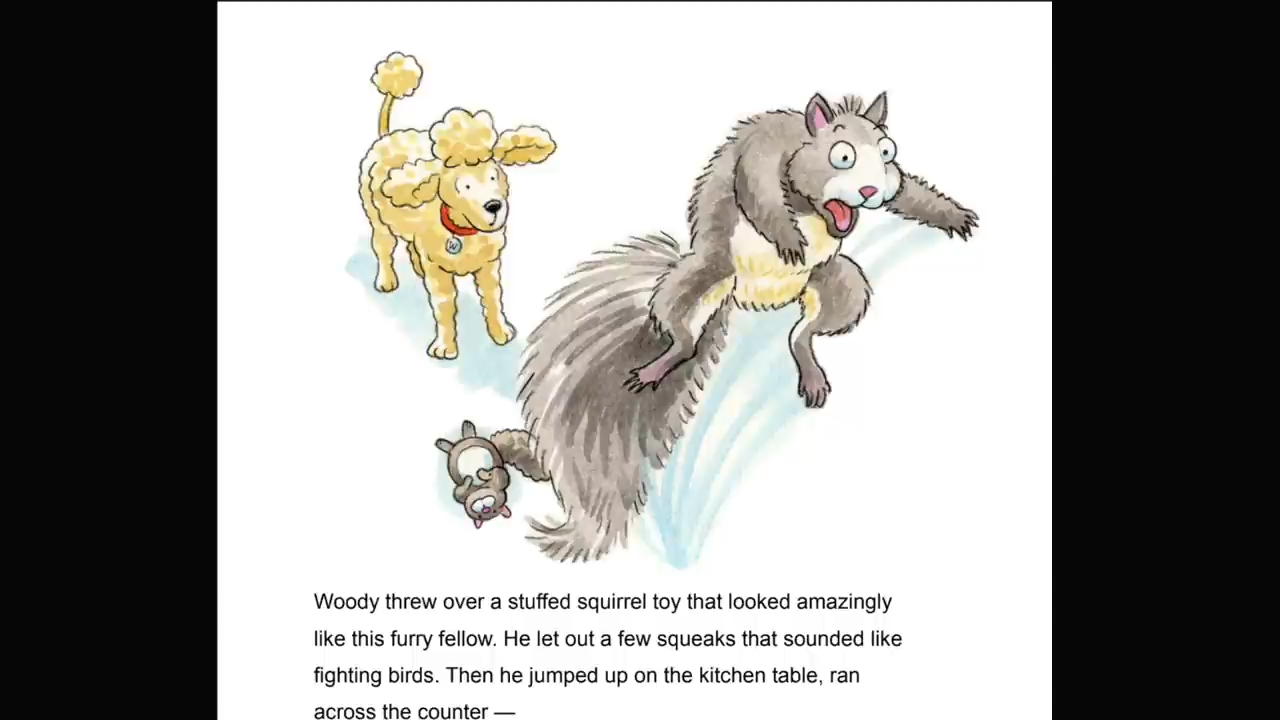 W
Woody threw over a stuffed squirrel toy that looked amazingly
like this furry fellow. He let out a few squeaks that sounded like
fighting birds. Then he jumped up on the kitchen table, ran
across the counter —